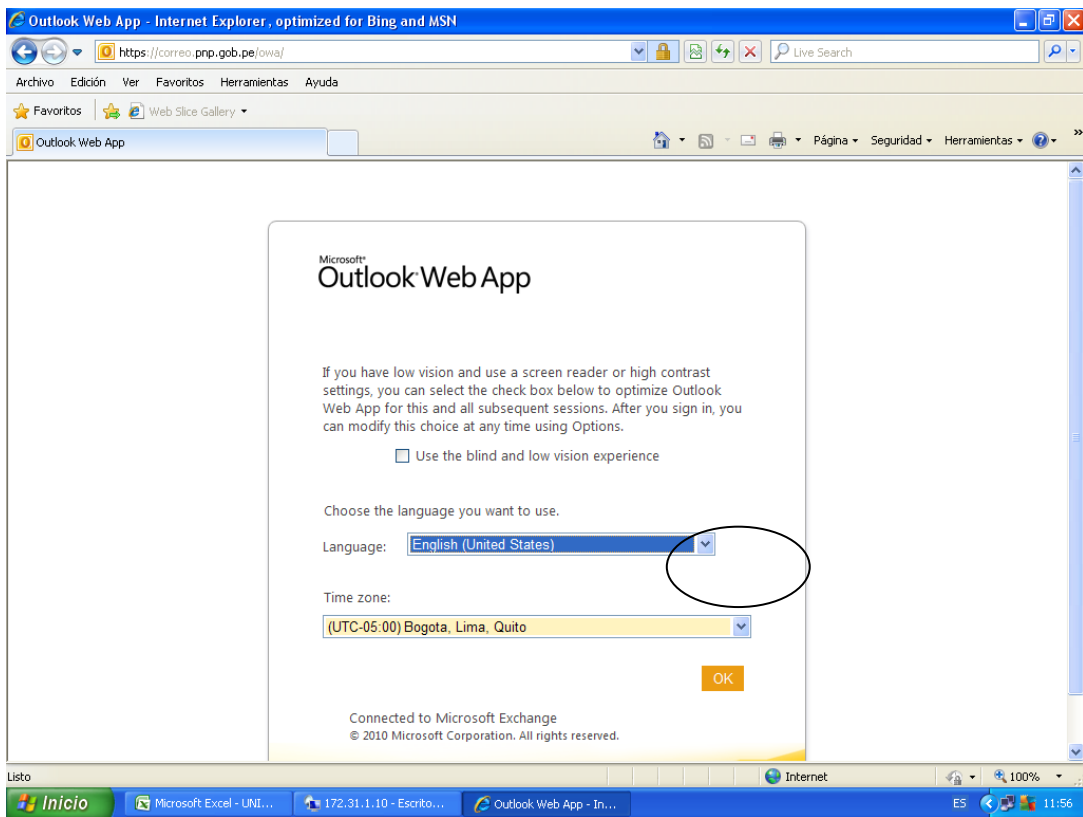 Outlook Web App - Internet Explorer, optimized for Bing and MSN
https://correo.pnp.gob.pe/owa/
Live Search
Archivo Edición Ver Favoritos Herramientas Ayuda
Favoritos Web Slice Gallery
Outlook Web App
Página Seguridad Herramientas »
Microsoft®
Outlook Web App
If you have low vision and use a screen reader or high contrast
settings, you can select the check box below to optimize Outlook
Web App for this and all subsequent sessions. After you sign in, you
can modify this choice at any time using Options.
Use the blind and low vision experience
Choose the language you want to use.
Language: English (United States)
Time zone:
(UTC-05:00) Bogota, Lima, Quito
OK
Connected to Microsoft Exchange
© 2010 Microsoft Corporation. All rights reserved.
Listo Internet 100%
Inicio Microsoft Excel - UNI... 172.31.1.10 - Escrito... Outlook Web App - In... ES 11:56